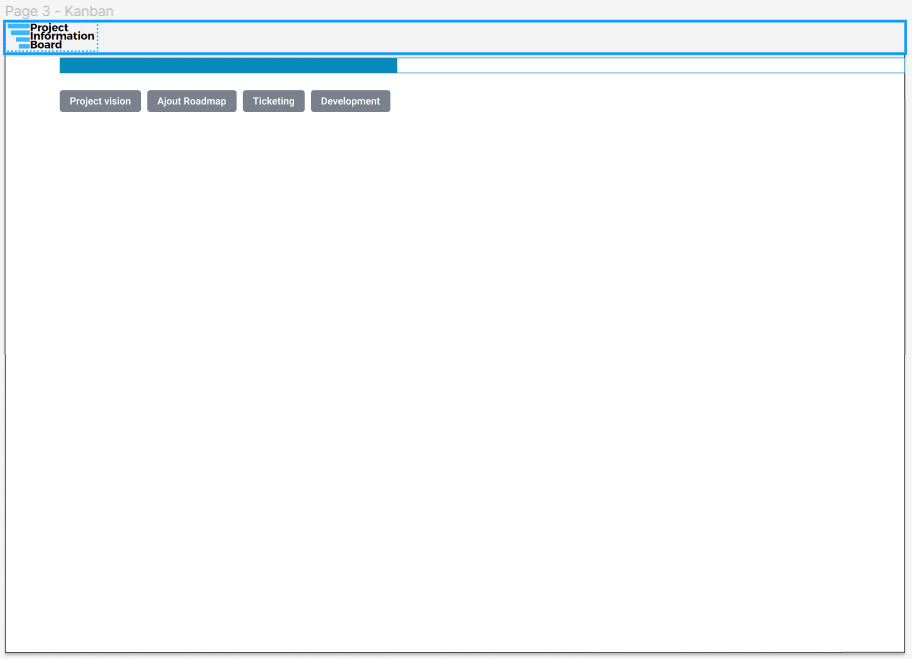 Page 3 - Kanban
Project
Information
Board
Project vision
Ajout Roadmap
Ticketing
Development